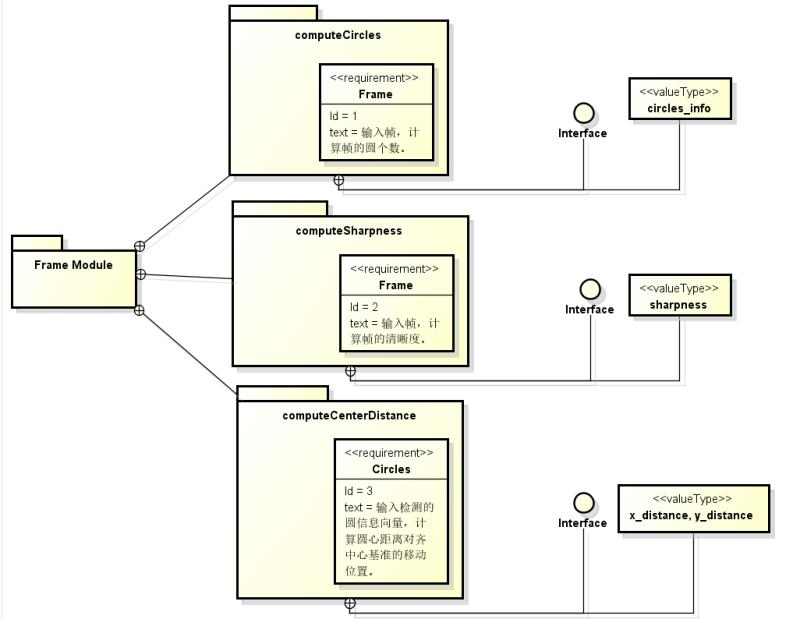 computeCircles
<<requirement>>
Frame
Id = 1
text = 输入帧，计
算帧的圆个数。
Interface
<<valueType>>
circles_info
Frame Module
computeSharpness
<<requirement>>
Frame
Id = 2
text = 输入帧，计
算帧的清晰度。
Interface
<<valueType>>
sharpness
computeCenterDistance
<<requirement>>
Circles
Id = 3
text = 输入检测的
圆信息向量，计
算圆心距离对齐
中心基准的移动
位置。
Interface
<<valueType>>
x_distance, y_distance